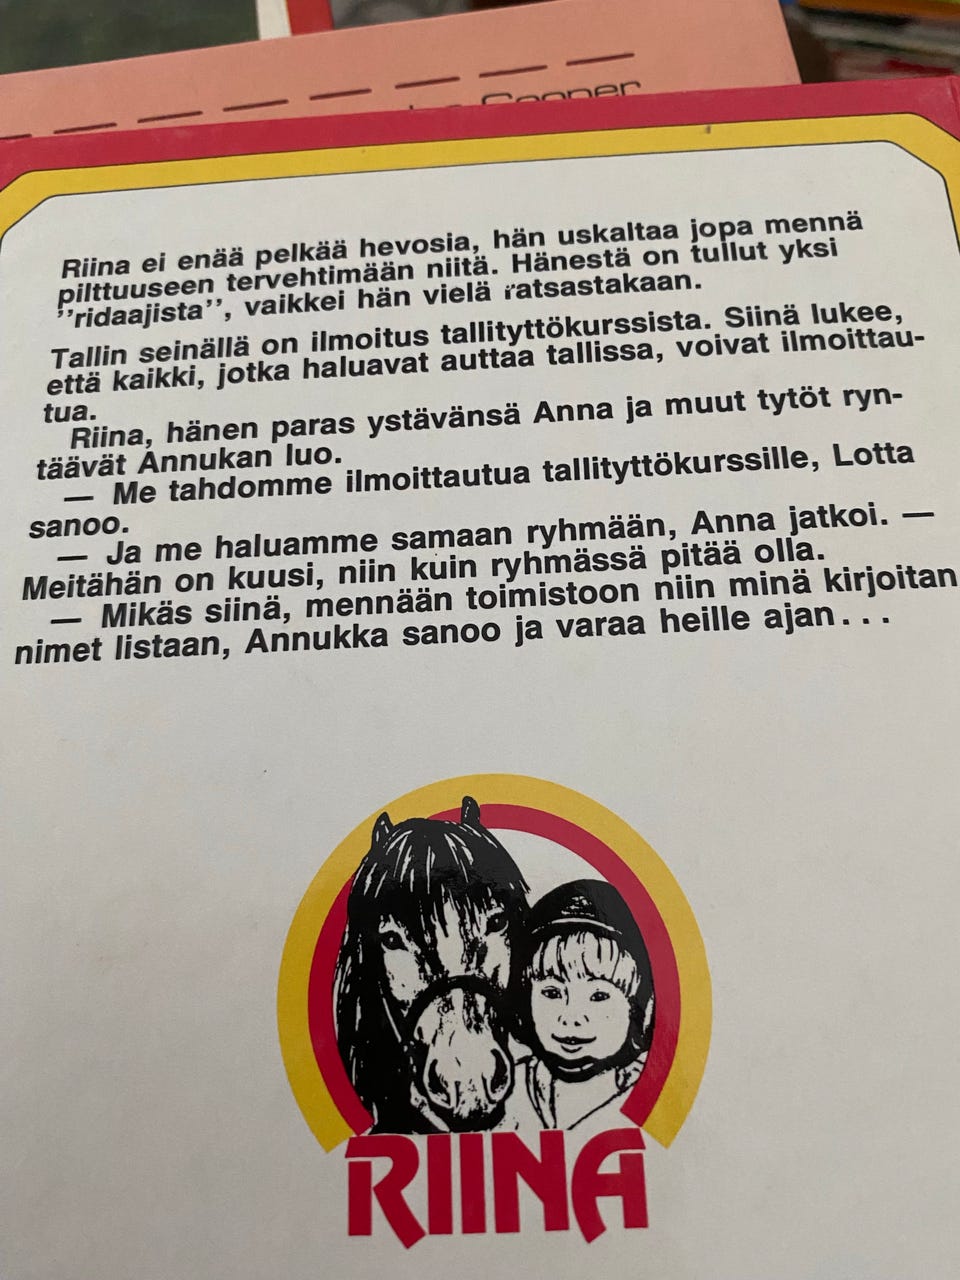 Cooper
Riina ei enää pelkää hevosia, hän uskaltaa jopa mennä
pilttuuseen tervehtimään niitä. Hänestä on tullut yksi
’’ridaajista’’, vaikkei hän vielä ratsastakaan.
Tallin seinällä on ilmoitus tallityttökurssista. Siinä lukee,
että kaikki, jotka haluavat auttaa tallissa, voivat ilmoittau-
tua.
Riina, hänen paras ystävänsä Anna ja muut tytöt ryn-
täävät Annukan luo.
— Me tahdomme ilmoittautua tallityttökurssille, Lotta
sanoo.
— Ja me haluamme samaan ryhmään, Anna jatkoi. —
Meitähän on kuusi, niin kuin ryhmässä pitää olla.
— Mikäs siinä, mennään toimistoon niin minä kirjoitan
nimet listaan, Annukka sanoo ja varaa heille ajan...
RIINA